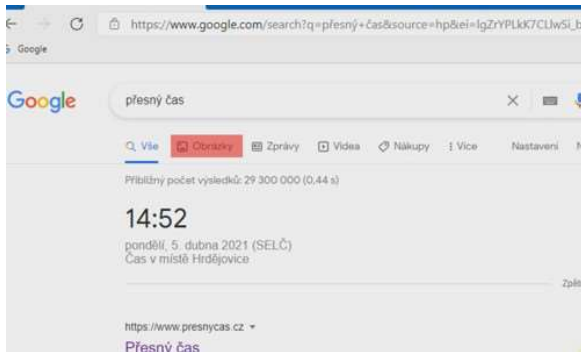 https://www.google.com/search?q=přesný+čas&source=hp&ei=lgZrYPLkK7CLlwSi_b
Google
Google
přesný čas
Vše Obrázky Zprávy Videa Nákupy Více Nastavení
Přibližný počet výsledků: 29 300 000 (0,44 s)
14:52
pondělí, 5. dubna 2021 (SELČ)
Čas v místě Hrdějovice
https://www.presnycas.cz
Přesný čas